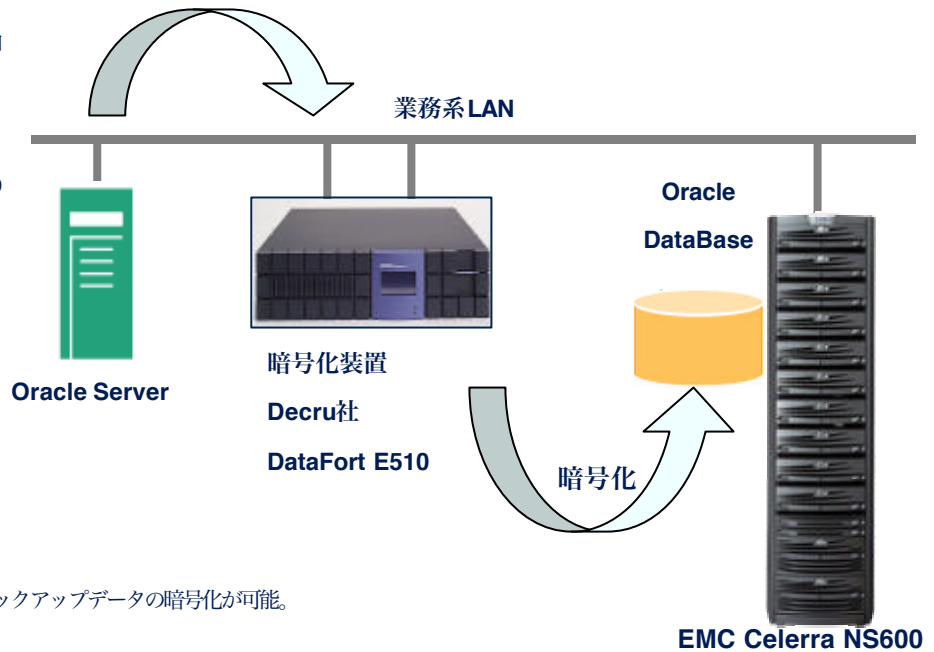 業務系LAN
Oracle
DataBase
Oracle Server
暗号化装置
Decru社
DataFort E510
暗号化
ックアップデータの暗号化が可能。
EMC Celerra NS600